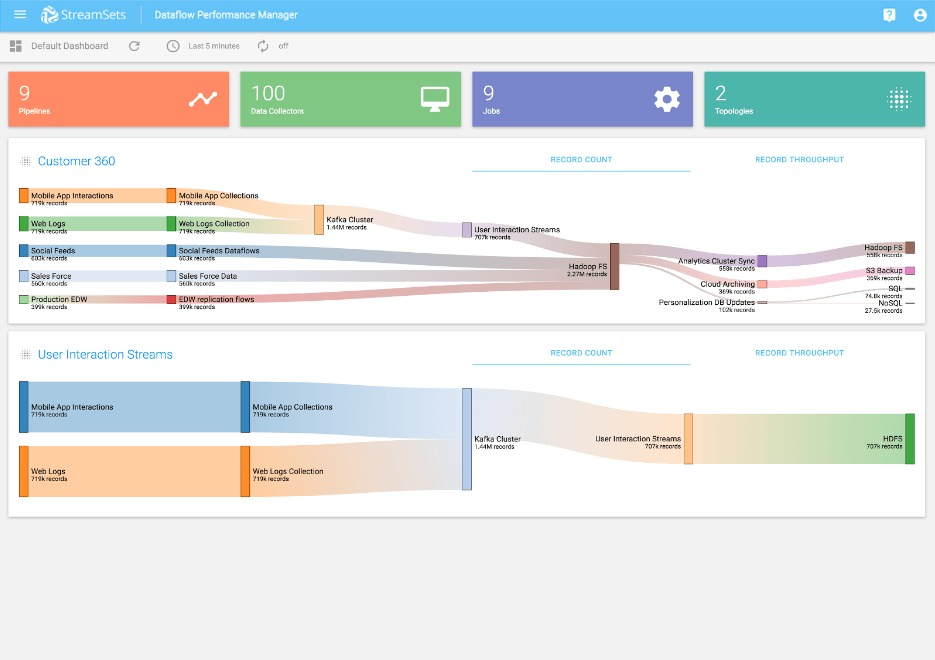 StreamSets
Dataflow Performance Manager
?
Default Dashboard
Last 5 minutes
off
9
Pipelines
100
Data Collectors
9
Jobs
2
Topologies
Customer 360
RECORD COUNT
RECORD THROUGHPUT
Mobile App Interactions
719k records
Mobile App Collections
719k records
Web Logs
719k records
Web Logs Collection
719k records
Kafka Cluster
1.44M records
User Interaction Streams
707k records
Social Feeds
603k records
Social Feeds Dataflows
603k records
Sales Force
560k records
Sales Force Data
560k records
Production EDW
399k records
EDW replication flows
399k records
Hadoop FS
2.27M records
Analytics Cluster Sync
558k records
Cloud Archiving
369k records
Personalization DB Updates
102k records
Hadoop FS
558k records
S3 Backup
369k records
SQL
74.0k records
NoSQL
27.5k records
User Interaction Streams
RECORD COUNT
RECORD THROUGHPUT
Mobile App Interactions
719k records
Mobile App Collections
719k records
Web Logs
719k records
Web Logs Collection
719k records
Kafka Cluster
1.44M records
User Interaction Streams
707k records
HDFS
707k records